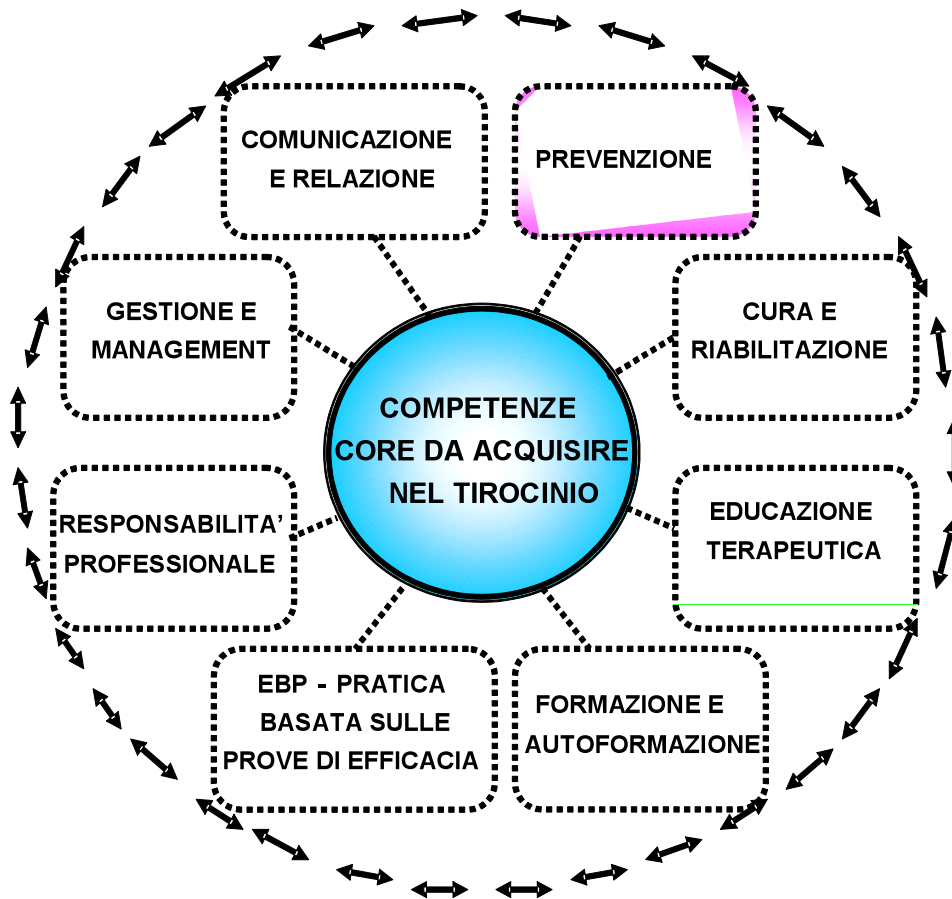 COMUNICAZIONE
E RELAZIONE
PREVENZIONE
GESTIONE E
MANAGEMENT
CURA E
RIABILITAZIONE
COMPETENZE
CORE DA ACQUISIRE
NEL TIROCINIO
RESPONSABILITA’
PROFESSIONALE
EDUCAZIONE
TERAPEUTICA
EBP - PRATICA
BASATA SULLE
PROVE DI EFFICACIA
FORMAZIONE E
AUTOFORMAZIONE